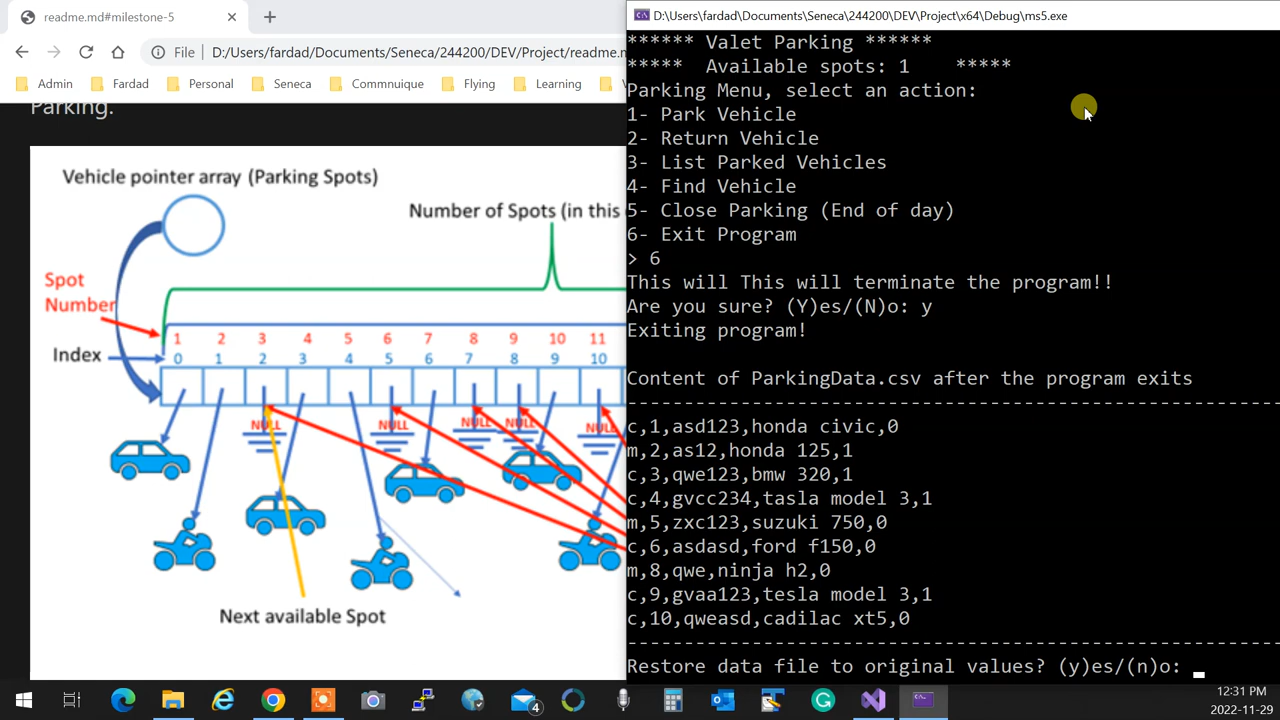 readme.md#milestone-5
File
D:/Users/fardad/Documents/Seneca/244200/DEV/Project/readme.m
Admin
Fardad
Personal
Seneca
Commnuique
Flying
Learning
Parking.
Vehicle pointer array (Parking Spots)
Number of Spots (in this
Spot
Number
1 2 3 4 5 6 7 8 9 10 11
Index
0 1 2 3 4 5 6 7 8 9 10
NULL NULL NULL NULL NULL
Next available Spot
D:\Users\fardad\Documents\Seneca\244200\DEV\Project\x64\Debug\ms5.exe
****** Valet Parking ******
*****  Available spots: 1    *****
Parking Menu, select an action:
1- Park Vehicle
2- Return Vehicle
3- List Parked Vehicles
4- Find Vehicle
5- Close Parking (End of day)
6- Exit Program
> 6
This will This will terminate the program!!
Are you sure? (Y)es/(N)o: y
Exiting program!
Content of ParkingData.csv after the program exits
----------------------------------------------------------
c,1,asd123,honda civic,0
m,2,as12,honda 125,1
c,3,qwe123,bmw 320,1
c,4,gvcc234,tasla model 3,1
m,5,zxc123,suzuki 750,0
c,6,asdasd,ford f150,0
m,8,qwe,ninja h2,0
c,9,gvaa123,tesla model 3,1
c,10,qweasd,cadilac xt5,0
----------------------------------------------------------
Restore data file to original values? (y)es/(n)o:
4
12:31 PM
2022-11-29